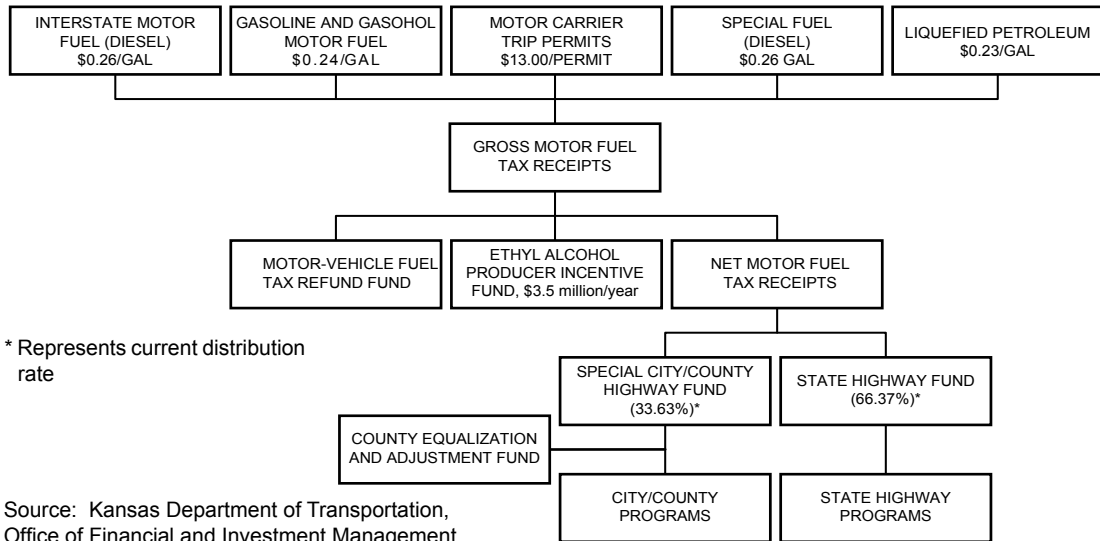 INTERSTATE MOTOR
FUEL (DIESEL)
$0.26/GAL
GASOLINE AND GASOHOL
MOTOR FUEL
$0.24/GAL
MOTOR CARRIER
TRIP PERMITS
$13.00/PERMIT
SPECIAL FUEL
(DIESEL)
$0.26 GAL
LIQUEFIED PETROLEUM
$0.23/GAL
GROSS MOTOR FUEL
TAX RECEIPTS
MOTOR-VEHICLE FUEL
TAX REFUND FUND
ETHYL ALCOHOL
PRODUCER INCENTIVE
FUND, $3.5 million/year
NET MOTOR FUEL
TAX RECEIPTS
* Represents current distribution
rate
SPECIAL CITY/COUNTY
HIGHWAY FUND
(33.63%)*
STATE HIGHWAY FUND
(66.37%)*
COUNTY EQUALIZATION
AND ADJUSTMENT FUND
CITY/COUNTY
PROGRAMS
STATE HIGHWAY
PROGRAMS
Source: Kansas Department of Transportation,
Office of Financial and Investment Management